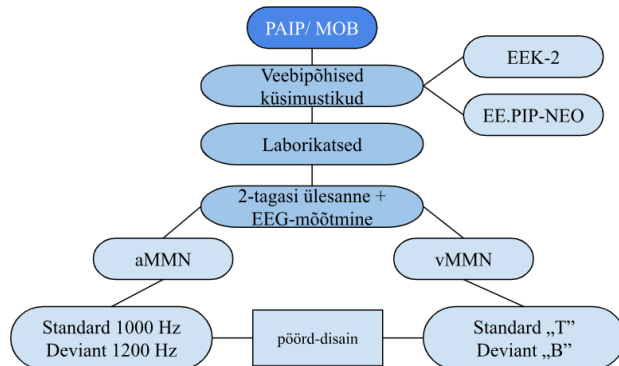 PAIP/ MOB
Veebipõhised
küsimustikud
EEK-2
EE.PIP-NEO
Laborikatsed
2-tagasi ülesanne +
EEG-mõõtmine
aMMN
vMMN
Standard 1000 Hz
Deviant 1200 Hz
pöörd-disain
Standard „T”
Deviant „B”